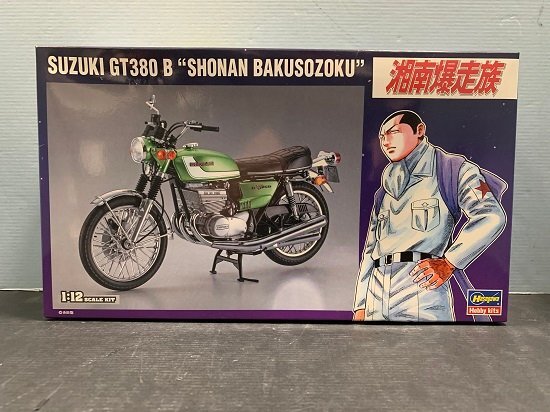 SUZUKI GT380 B “SHONAN BAKUSOZOKU”
湘南爆走族
1:12 SCALE KIT
Hasegawa
Hobby kits